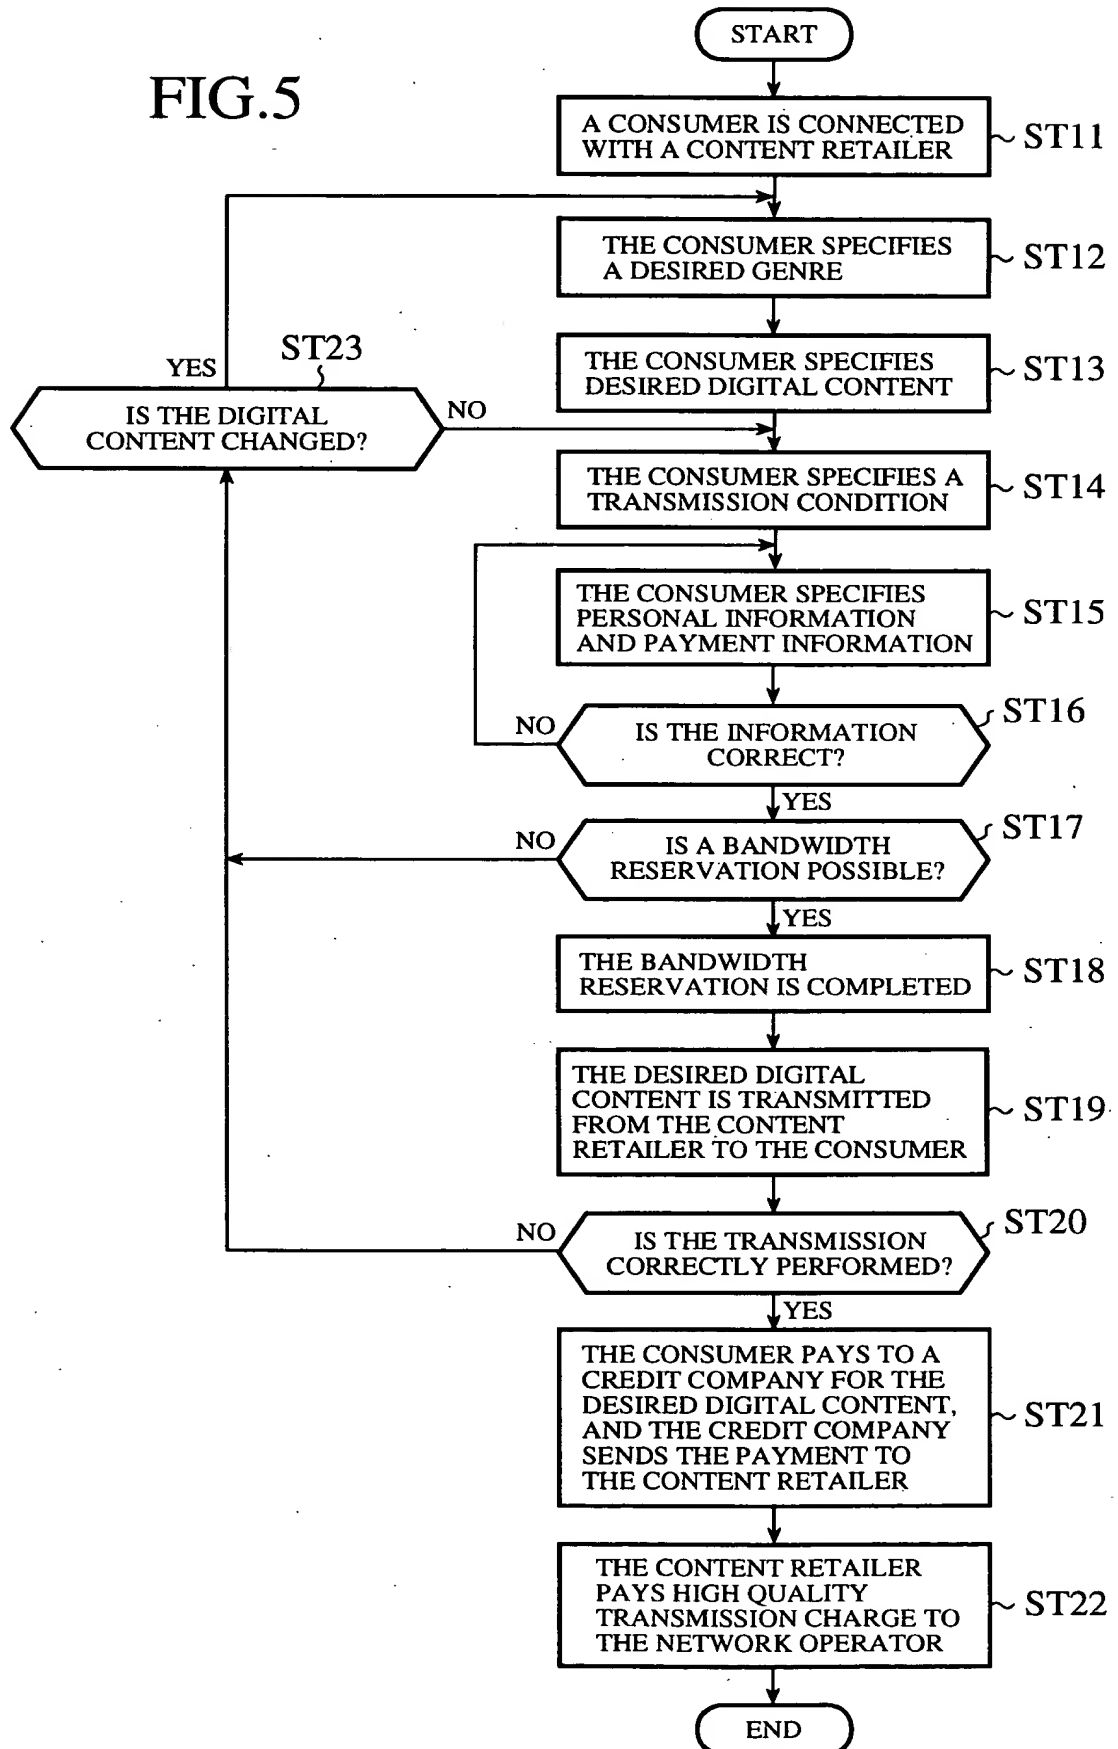 FIG.5
START
A CONSUMER IS CONNECTED
WITH A CONTENT RETAILER
ST11
THE CONSUMER SPECIFIES
A DESIRED GENRE
ST12
THE CONSUMER SPECIFIES
DESIRED DIGITAL CONTENT
ST13
ST23
YES
IS THE DIGITAL
CONTENT CHANGED?
NO
THE CONSUMER SPECIFIES A
TRANSMISSION CONDITION
ST14
THE CONSUMER SPECIFIES
PERSONAL INFORMATION
AND PAYMENT INFORMATION
ST15
IS THE INFORMATION
CORRECT?
ST16
NO
YES
IS A BANDWIDTH
RESERVATION POSSIBLE?
ST17
NO
YES
THE BANDWIDTH
RESERVATION IS COMPLETED
ST18
THE DESIRED DIGITAL
CONTENT IS TRANSMITTED
FROM THE CONTENT
RETAILER TO THE CONSUMER
ST19
IS THE TRANSMISSION
CORRECTLY PERFORMED?
ST20
NO
YES
THE CONSUMER PAYS TO A
CREDIT COMPANY FOR THE
DESIRED DIGITAL CONTENT,
AND THE CREDIT COMPANY
SENDS THE PAYMENT TO
THE CONTENT RETAILER
ST21
THE CONTENT RETAILER
PAYS HIGH QUALITY
TRANSMISSION CHARGE TO
THE NETWORK OPERATOR
ST22
END